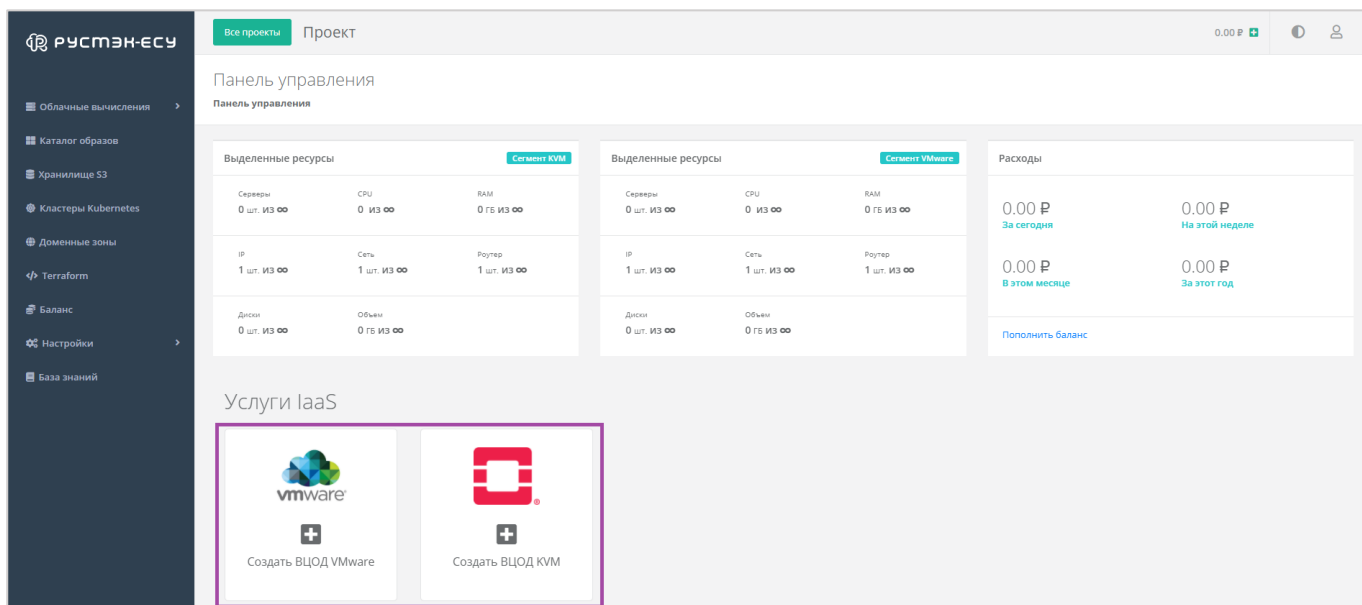 РУСТЭК-ЕСУ
Все проекты
Проект
0.00 ₽
Панель управления
Панель управления
Облачные вычисления
Каталог образов
Хранилище S3
Кластеры Kubernetes
Доменные зоны
Terraform
Баланс
Настройки
База знаний
Выделенные ресурсы
Сегмент KVM
Серверы CPU RAM
0 шт. из ∞ 0 из ∞ 0 ГБ из ∞
IP Сеть Роутер
1 шт. из ∞ 1 шт. из ∞ 1 шт. из ∞
Диски Объем
0 шт. из ∞ 0 ГБ из ∞
Выделенные ресурсы
Сегмент VMware
Серверы CPU RAM
0 шт. из ∞ 0 из ∞ 0 ГБ из ∞
IP Сеть Роутер
1 шт. из ∞ 1 шт. из ∞ 1 шт. из ∞
Диски Объем
0 шт. из ∞ 0 ГБ из ∞
Расходы
0.00 ₽ 0.00 ₽
За сегодня На этой неделе
0.00 ₽ 0.00 ₽
В этом месяце За этот год
Пополнить баланс
Услуги IaaS
vmware
Создать ВЦОД VMware
Создать ВЦОД KVM